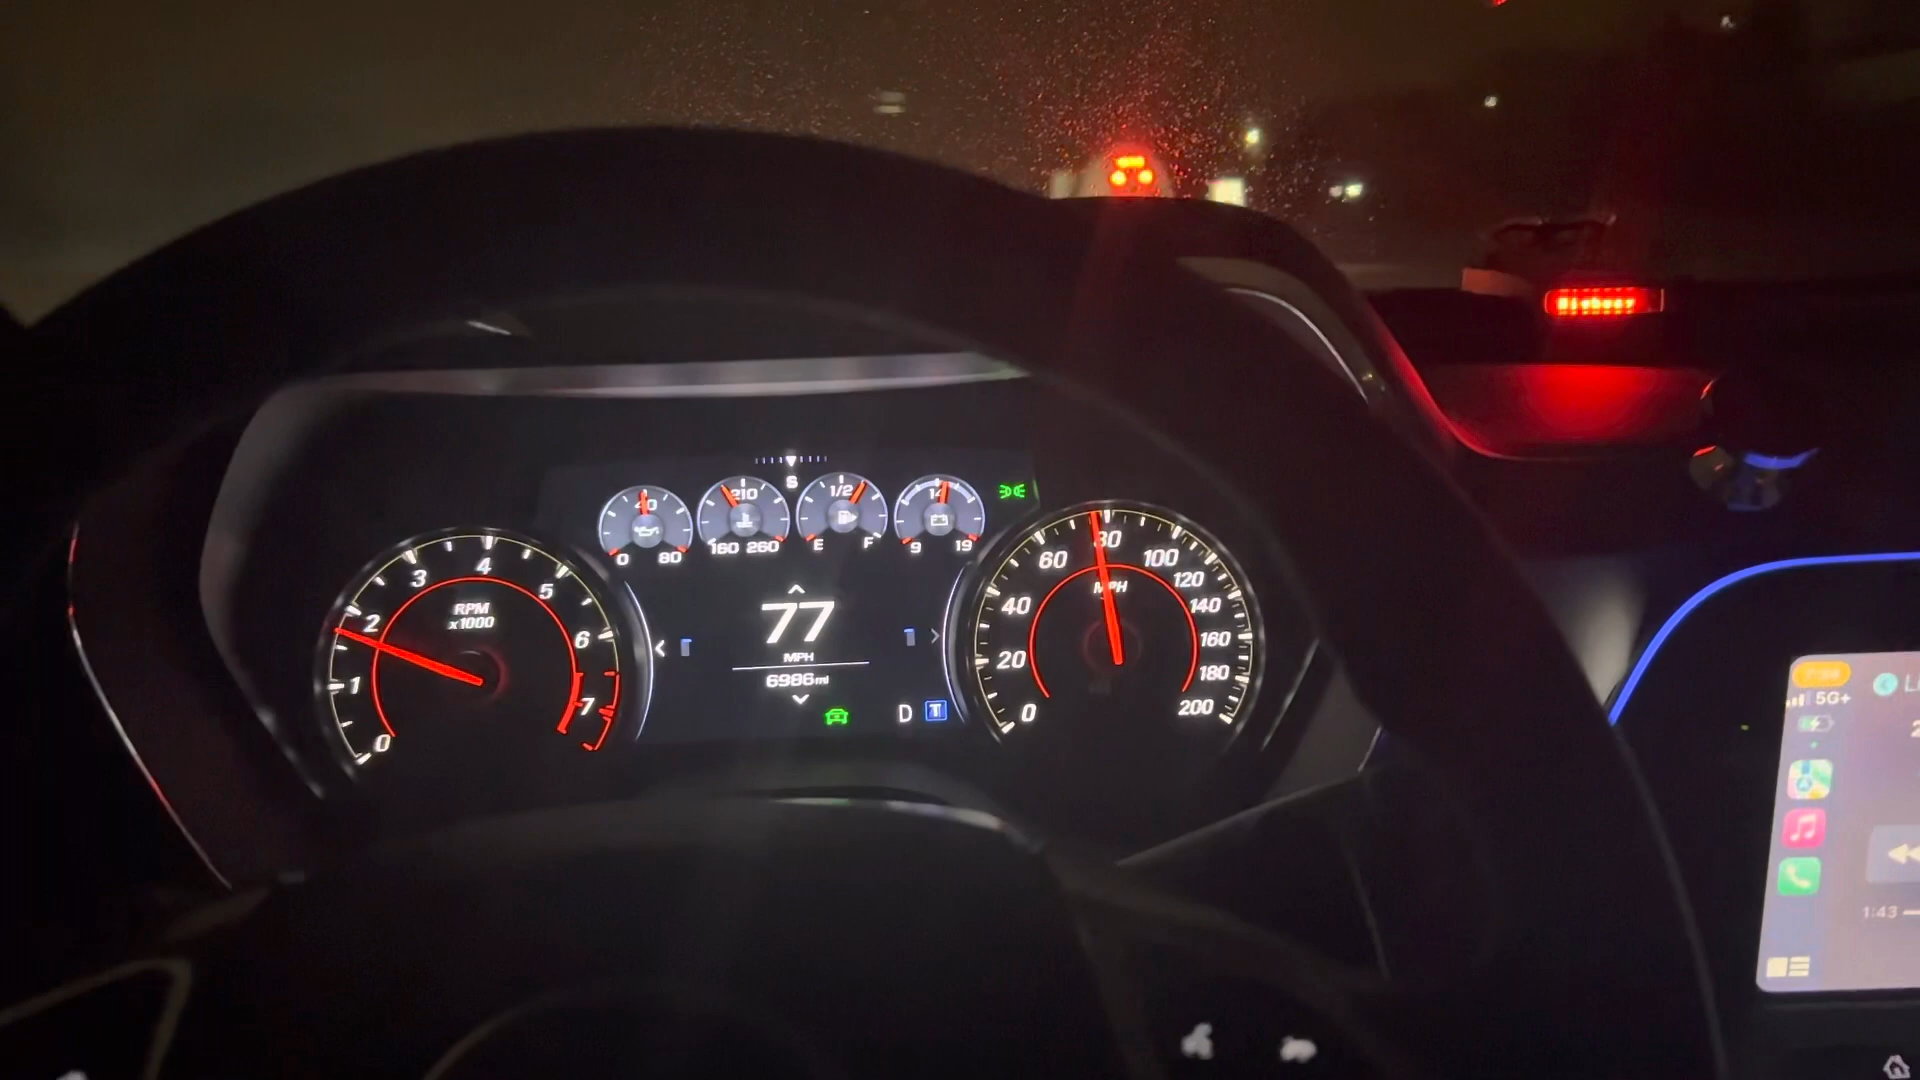 S
40
0 80
210
160 260
1/2
E F
14
9 19
0 1 2 3 4 5 6 7
RPM
x1000
77
MPH
6986 mi
D T
0 20 40 60 80 100 120 140 160 180 200
MPH
5G+
1:43